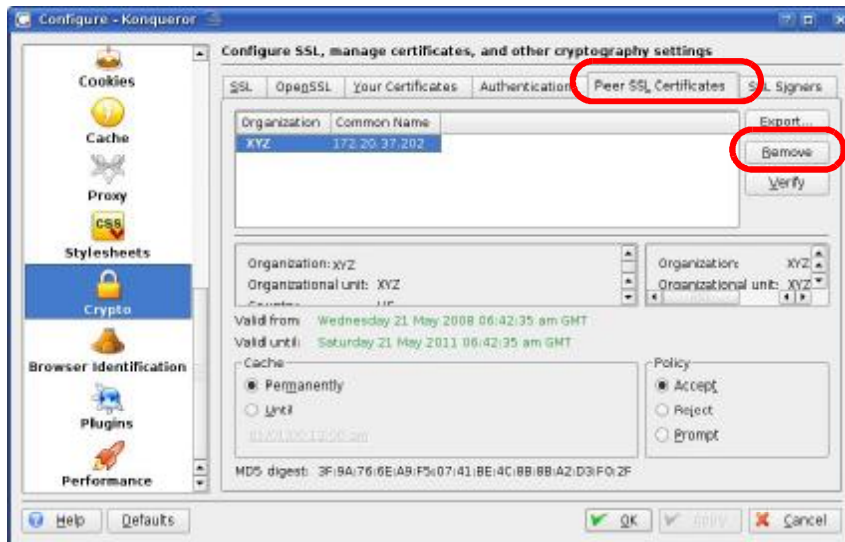 Configure - Konqueror
Configure SSL, manage certificates, and other cryptography settings
Cookies
Cache
Proxy
CSS
Stylesheets
Crypto
Browser Identification
Plugins
Performance
SSL OpenSSL Your Certificates Authentication Peer SSL Certificates SSL Signers
Organization Common Name
XYZ 172.20.37.202
Export...
Remove
Verify
Organization: XYZ
Organizational unit: XYZ
Organization: XYZ
Organizational unit: XYZ
Valid from: Wednesday 21 May 2008 06:42:35 am GMT
Valid until: Saturday 21 May 2011 06:42:35 am GMT
Cache
Permanently
Until
Policy
Accept
Reject
Prompt
MD5 digest: 3F:9A:76:6E:A9:F5:07:41:BE:4C:8B:8B:A2:D3:F0:2F
Help Defaults OK Apply Cancel